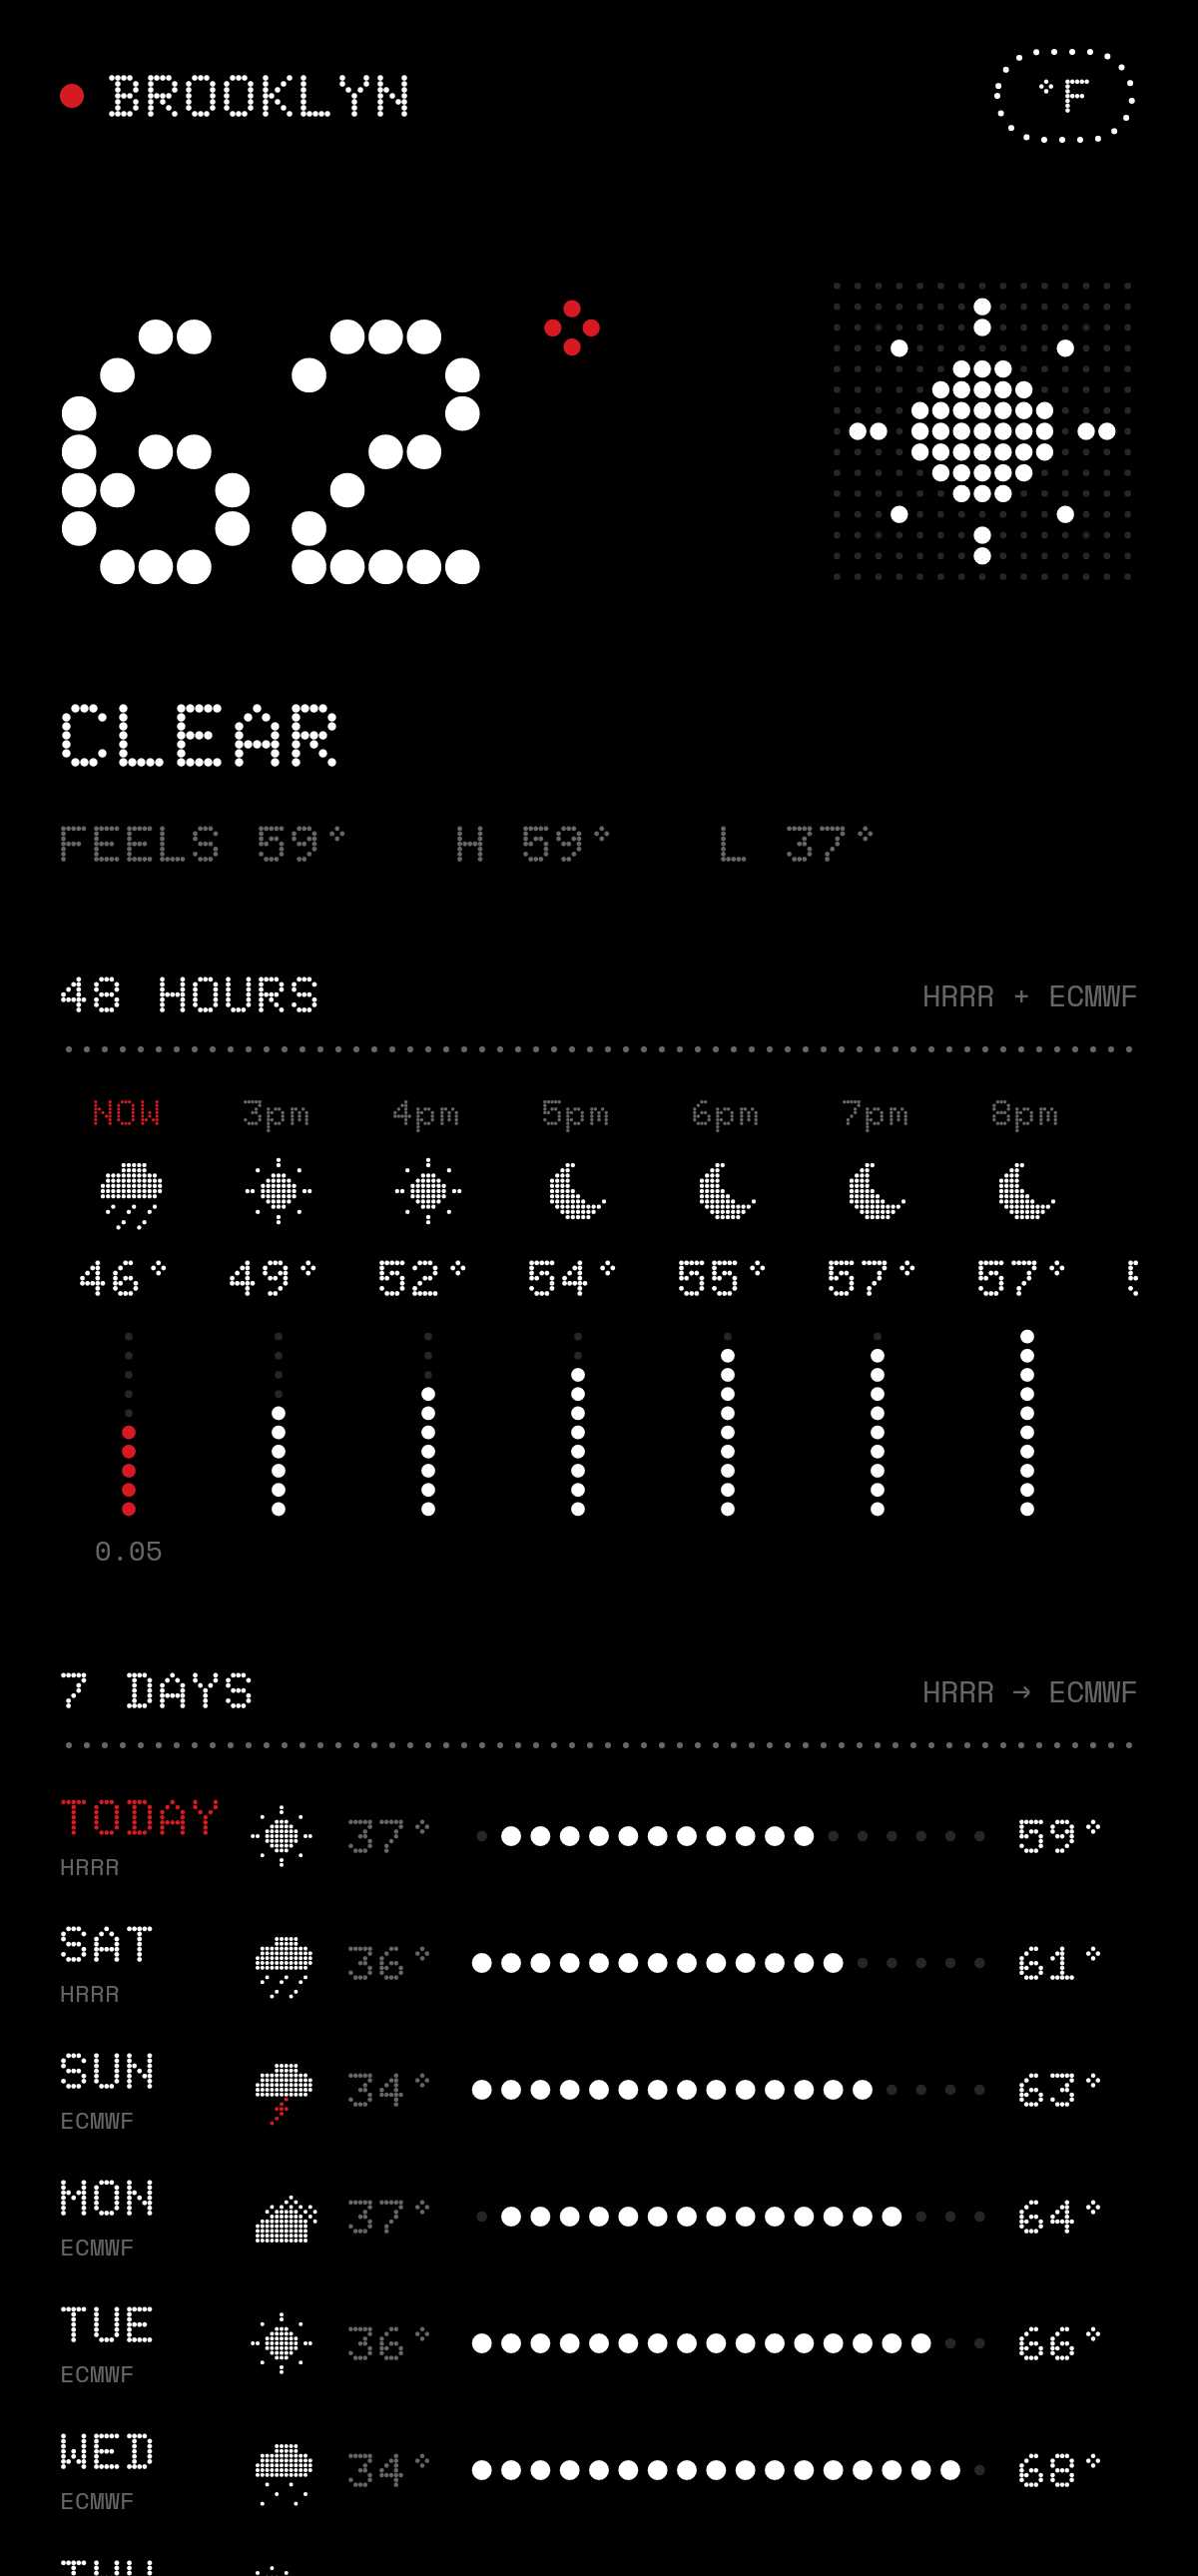 BROOKLYN
°F
62°
CLEAR
FEELS 59° H 59° L 37°
48 HOURS
HRRR + ECMWF
NOW 3pm 4pm 5pm 6pm 7pm 8pm
46° 49° 52° 54° 55° 57° 57°
0.05
7 DAYS
HRRR → ECMWF
TODAY 37° 59°
HRRR
SAT 36° 61°
HRRR
SUN 34° 63°
ECMWF
MON 37° 64°
ECMWF
TUE 36° 66°
ECMWF
WED 34° 68°
ECMWF